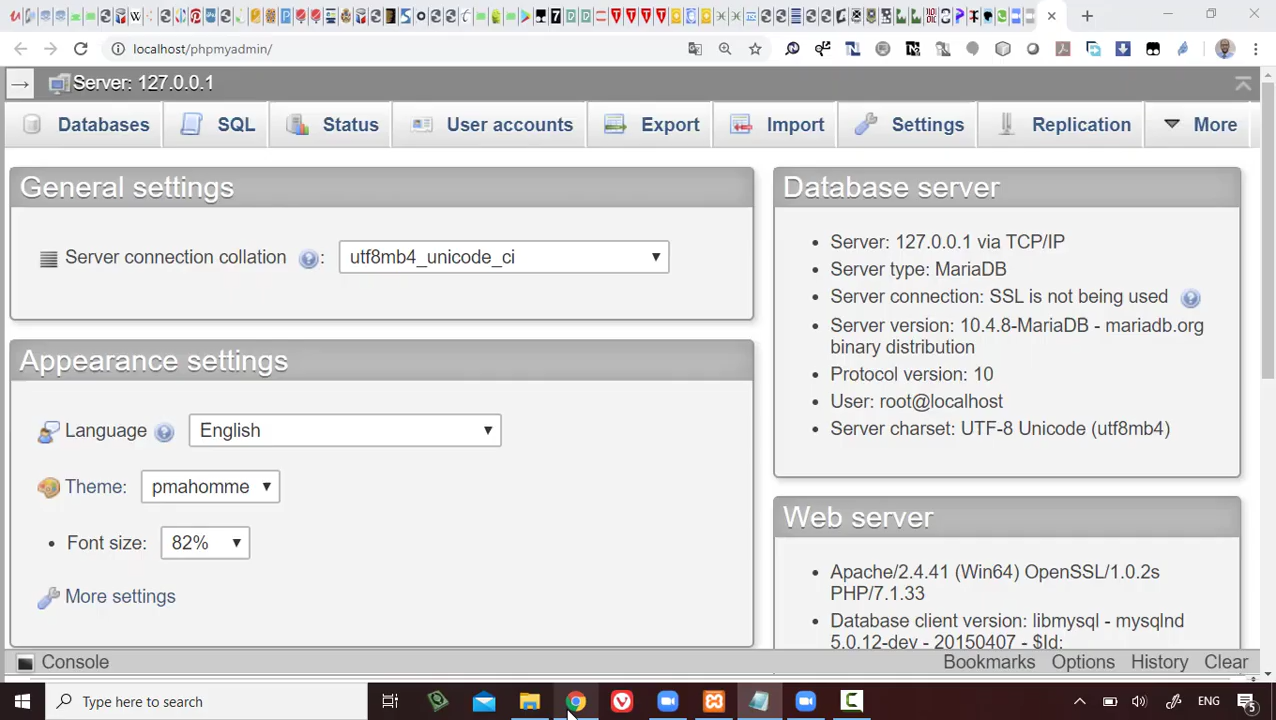 localhost/phpmyadmin/
Server: 127.0.0.1
Databases SQL Status User accounts Export Import Settings Replication More
General settings
Server connection collation : utf8mb4_unicode_ci
Appearance settings
Language English
Theme: pmahomme
Font size: 82%
More settings
Database server
Server: 127.0.0.1 via TCP/IP
Server type: MariaDB
Server connection: SSL is not being used
Server version: 10.4.8-MariaDB - mariadb.org
binary distribution
Protocol version: 10
User: root@localhost
Server charset: UTF-8 Unicode (utf8mb4)
Web server
Apache/2.4.41 (Win64) OpenSSL/1.0.2s
PHP/7.1.33
Database client version: libmysql - mysqlnd
5.0.12-dev - 20150407 - $Id:
Console Bookmarks Options History Clear
Type here to search ENG 5